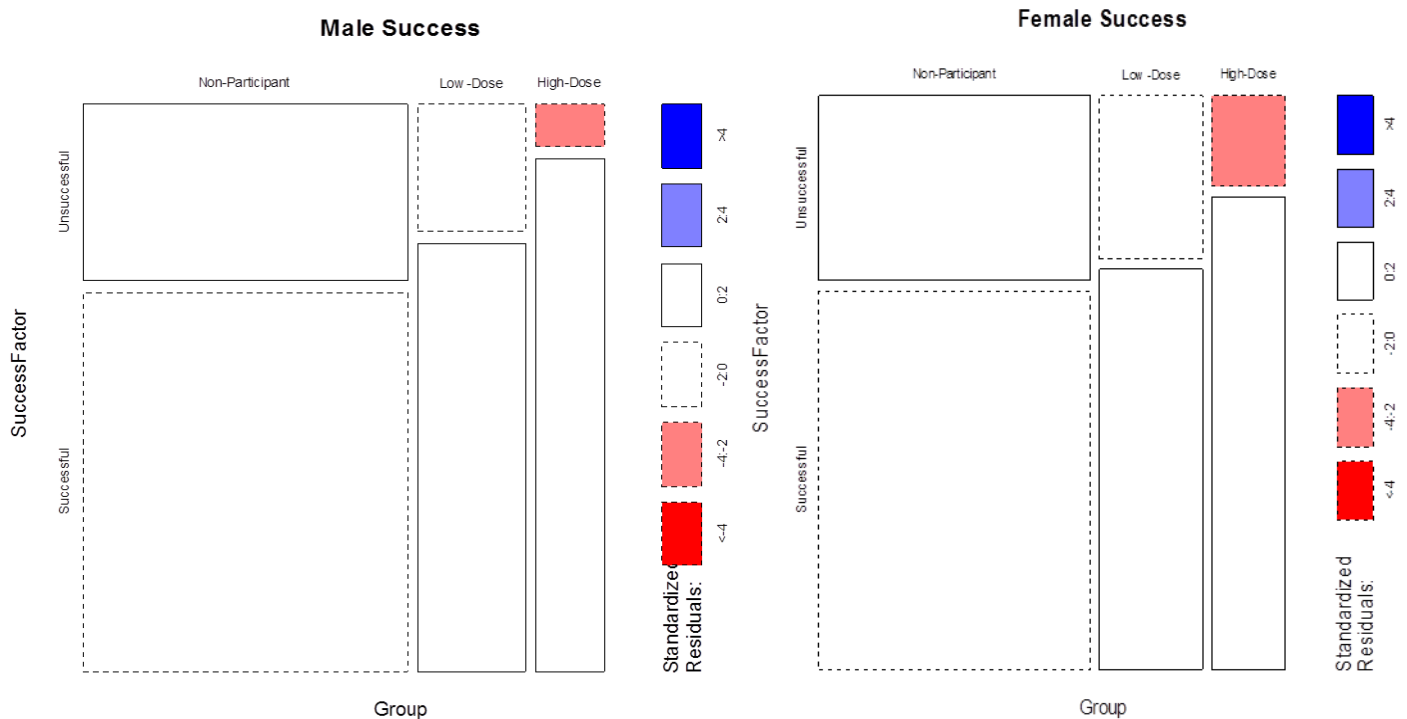 Male Success
Non-Participant
Low -Dose
High-Dose
Unsuccessful
Successful
SuccessFactor
Group
>4
2:4
0:2
-2:0
-4:-2
<-4
Standardized
Residuals:
Female Success
Non-Participant
Low -Dose
High-Dose
Unsuccessful
Successful
SuccessFactor
Group
>4
2:4
0:2
-2:0
-4:-2
<-4
Standardized
Residuals: